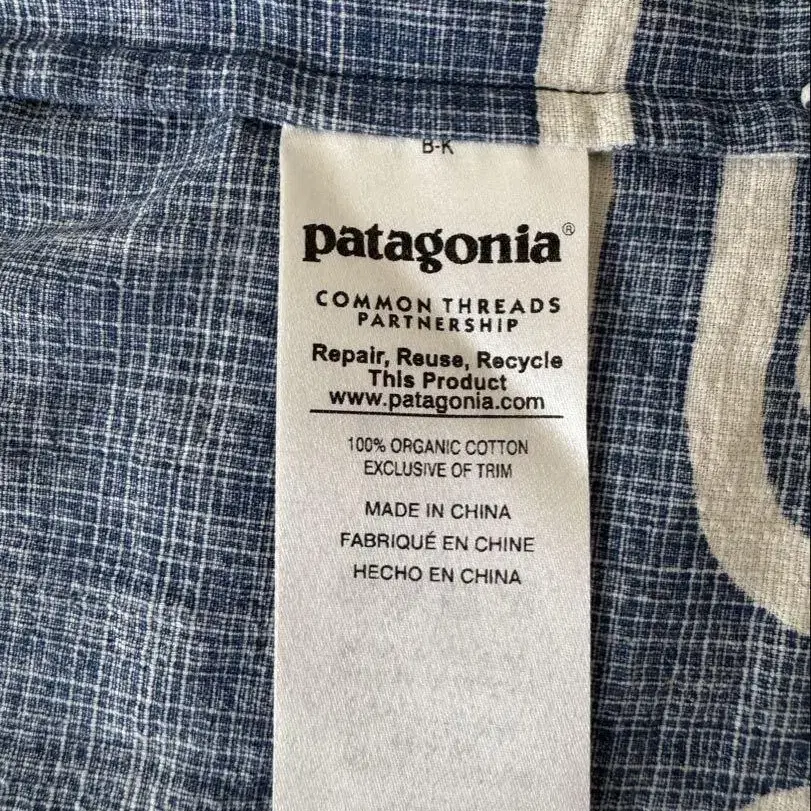 B-K
patagonia®
COMMON THREADS
PARTNERSHIP
Repair, Reuse, Recycle
This Product
www.patagonia.com
100% ORGANIC COTTON
EXCLUSIVE OF TRIM
MADE IN CHINA
FABRIQUÉ EN CHINE
HECHO EN CHINA